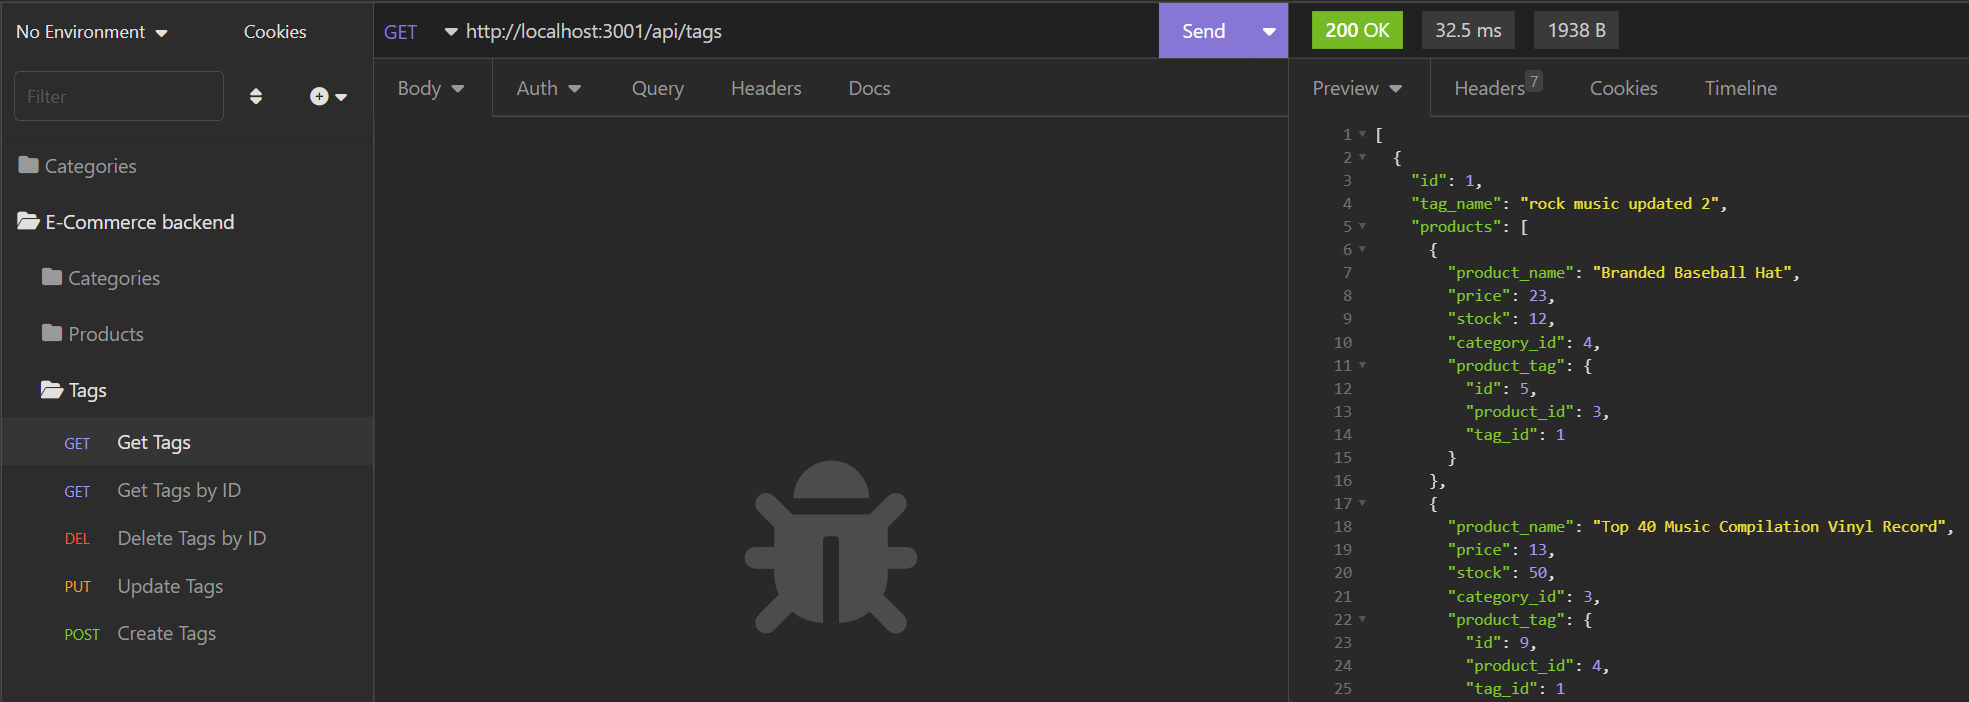 No Environment
Cookies
Filter
Categories
E-Commerce backend
Categories
Products
Tags
GET Get Tags
GET Get Tags by ID
DEL Delete Tags by ID
PUT Update Tags
POST Create Tags
GET http://localhost:3001/api/tags Send
Body Auth Query Headers Docs
200 OK 32.5 ms 1938 B
Preview Headers 7 Cookies Timeline
1 [
2 {
3 "id": 1,
4 "tag_name": "rock music updated 2",
5 "products": [
6 {
7 "product_name": "Branded Baseball Hat",
8 "price": 23,
9 "stock": 12,
10 "category_id": 4,
11 "product_tag": {
12 "id": 5,
13 "product_id": 3,
14 "tag_id": 1
15 }
16 },
17 {
18 "product_name": "Top 40 Music Compilation Vinyl Record",
19 "price": 13,
20 "stock": 50,
21 "category_id": 3,
22 "product_tag": {
23 "id": 9,
24 "product_id": 4,
25 "tag_id": 1